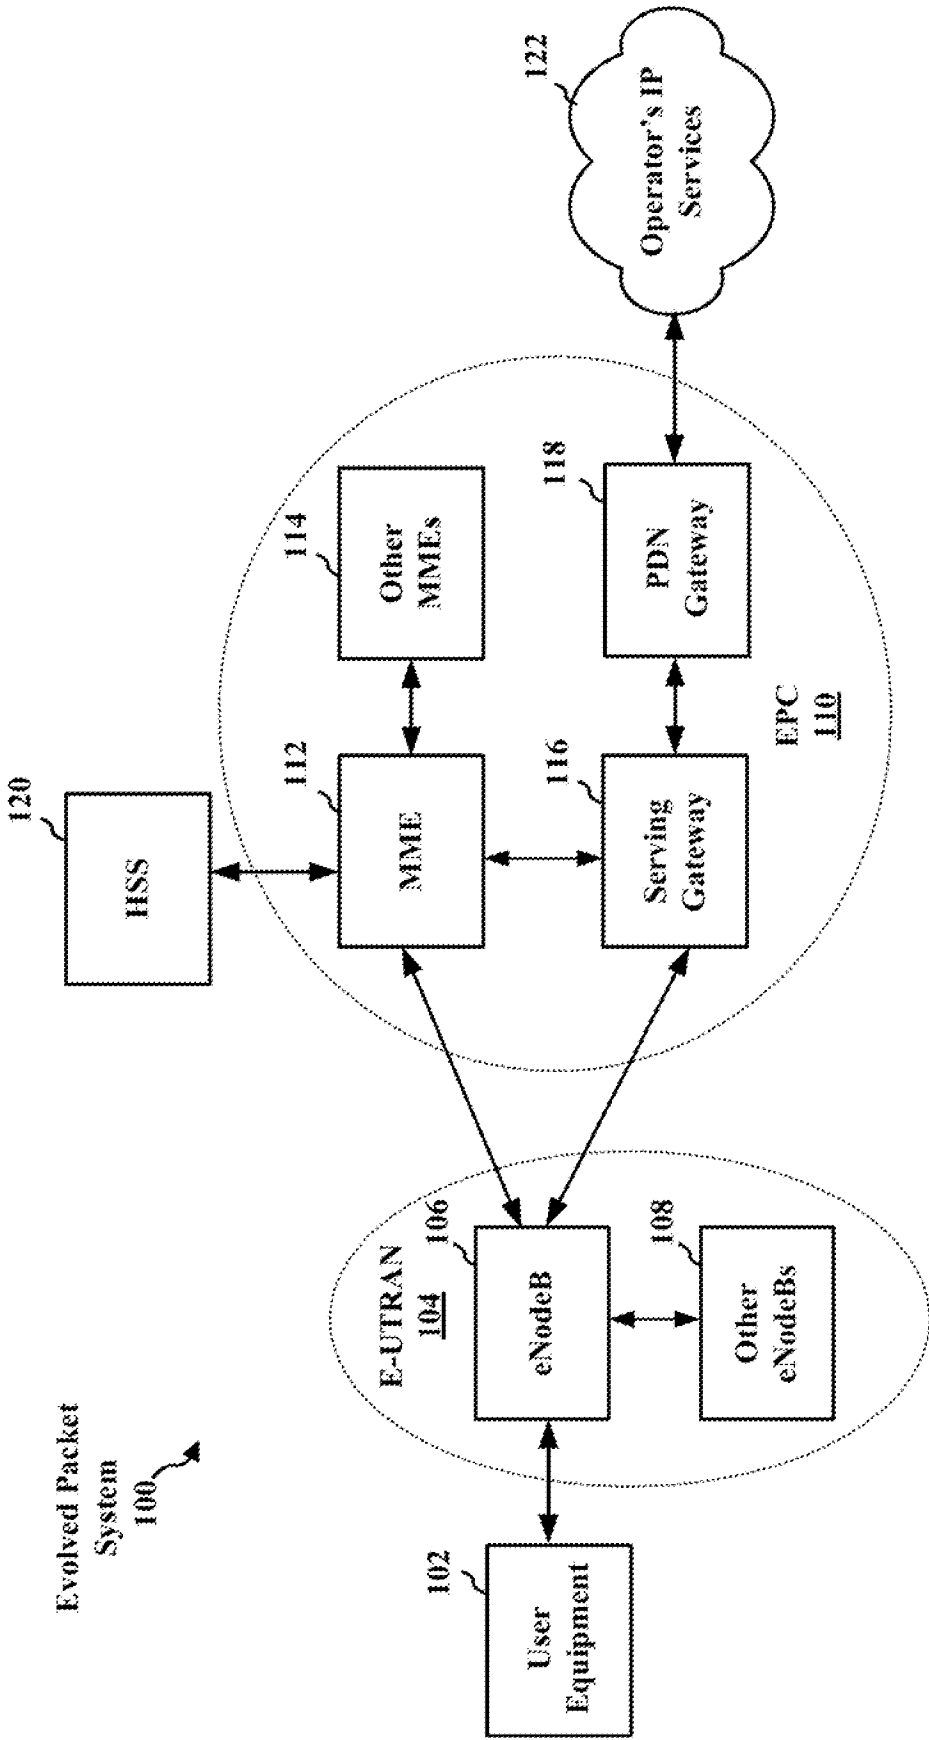 Evolved Packet
System
100
120
HSS
E-UTRAN
104
106
eNodeB
102
User
Equipment
108
Other
eNodeBs
112
MME
114
Other
MMEs
116
Serving
Gateway
118
PDN
Gateway
EPC
110
122
Operator's IP
Services